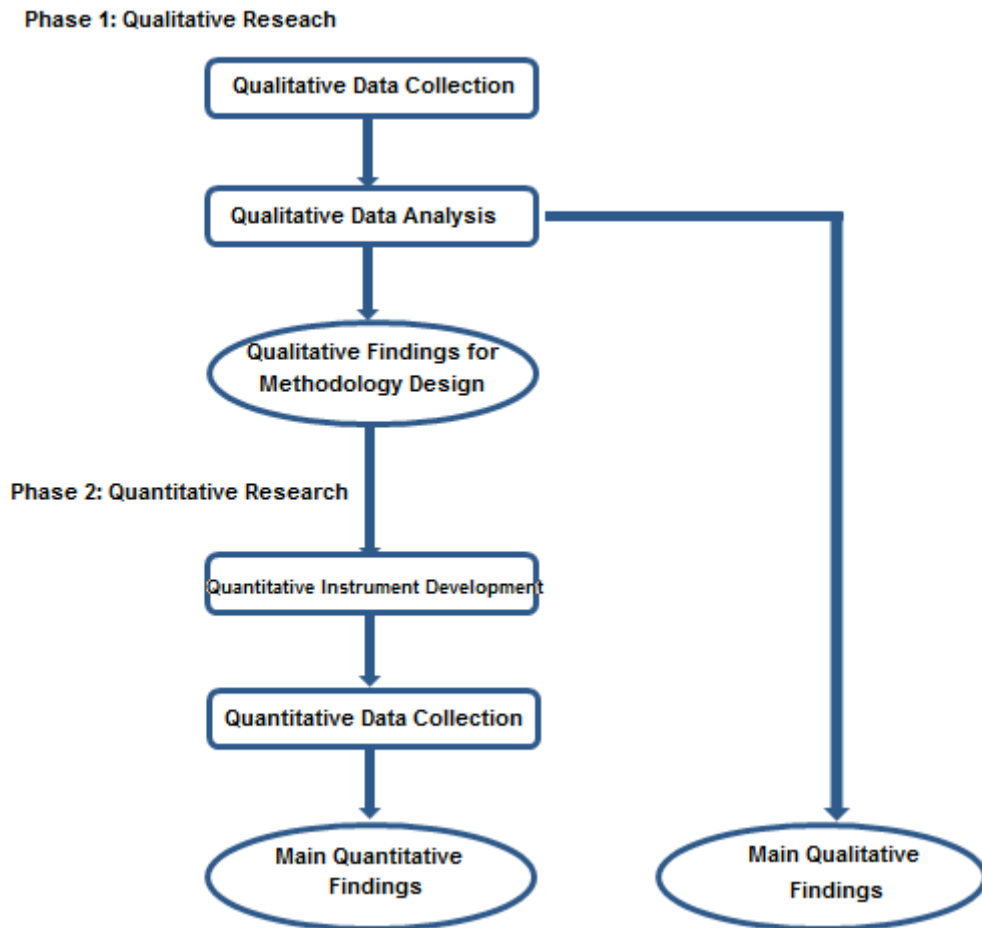 Phase 1: Qualitative Reseach
Qualitative Data Collection
Qualitative Data Analysis
Qualitative Findings for
Methodology Design
Phase 2: Quantitative Research
Quantitative Instrument Development
Quantitative Data Collection
Main Quantitative
Findings
Main Qualitative
Findings